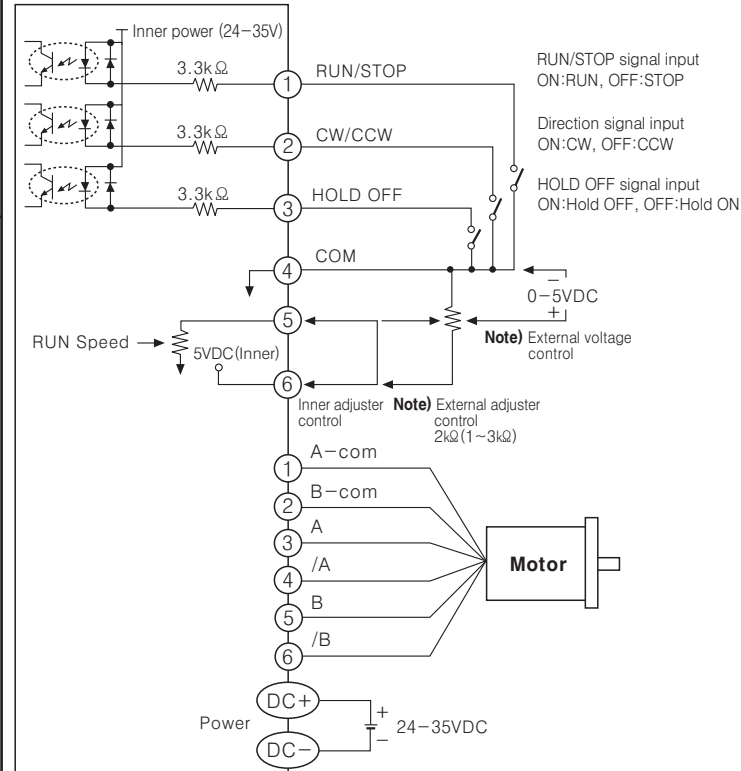 Inner power (24-35V)
3.3kΩ
① RUN/STOP
RUN/STOP signal input
ON:RUN, OFF:STOP
3.3kΩ
② CW/CCW
Direction signal input
ON:CW, OFF:CCW
3.3kΩ
③ HOLD OFF
HOLD OFF signal input
ON:Hold OFF, OFF:Hold ON
④ COM
−
0-5VDC
+
⑤
RUN Speed
5VDC(Inner)
Note) External voltage
control
⑥
Inner adjuster
control
Note) External adjuster
control
2kΩ(1~3kΩ)
① A-com
② B-com
③ A
④ /A
⑤ B
⑥ /B
Motor
DC+
Power
+
24-35VDC
−
DC-